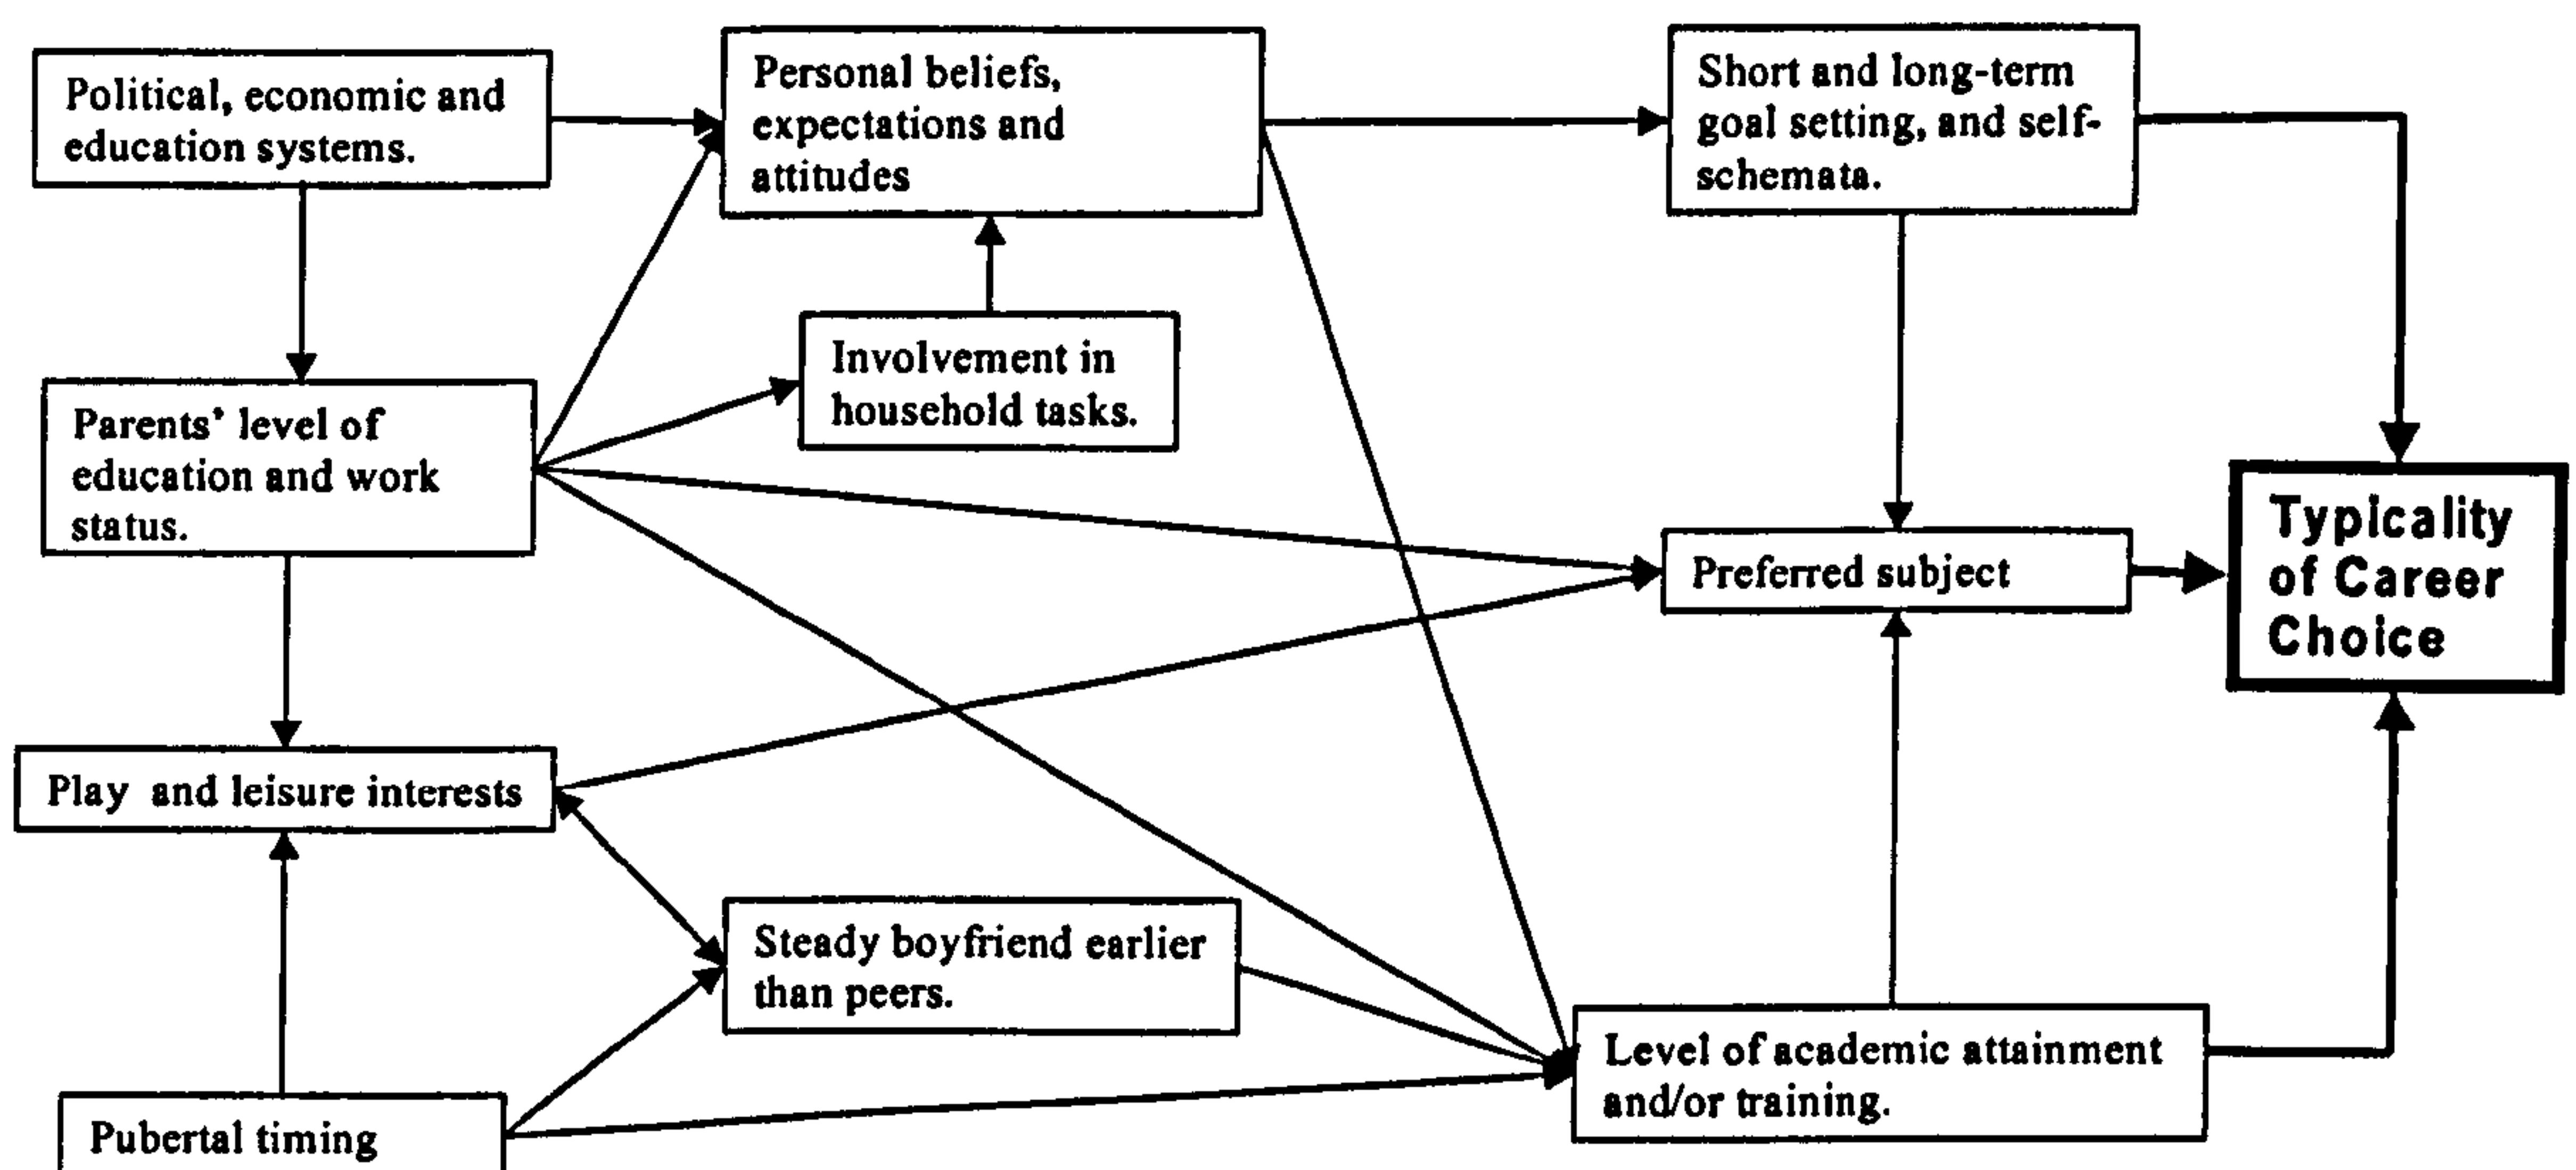 Political, economic and
education systems.
Personal beliefs,
expectations and
attitudes
Short and long-term
goal setting, and self-
schemata.
Involvement in
household tasks.
Parents' level of
education and work
status.
Typicality
of Career
Choice
Preferred subject
Play and leisure interests
Steady boyfriend earlier
than peers.
Level of academic attainment
and/or training.
Pubertal timing